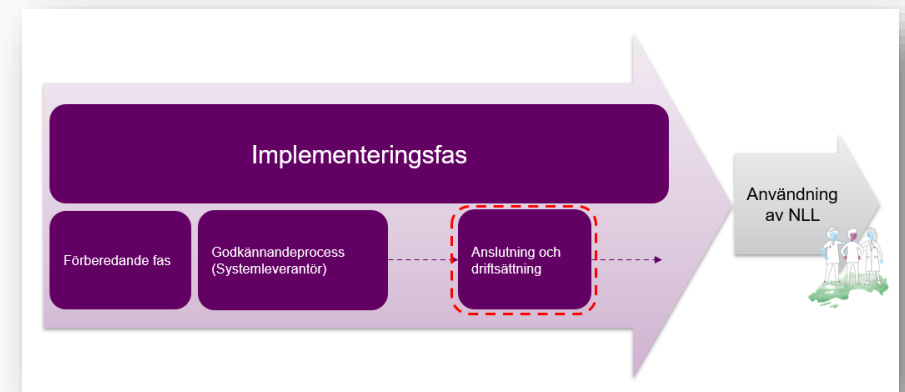 Implementeringsfas
Förberedande fas
Godkännandeprocess
(Systemleverantör)
Anslutning och
driftsättning
Användning
av NLL